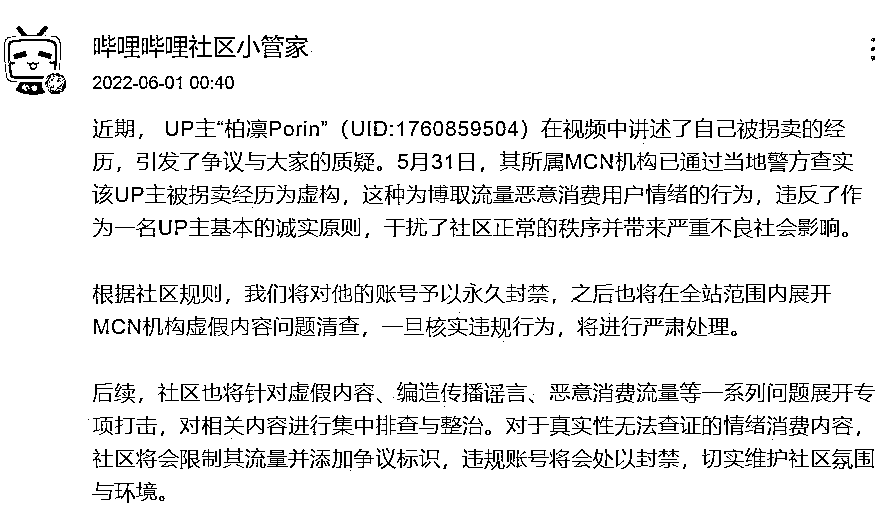 哔哩哔哩社区小管家
2022-06-01 00:40
近期， UP主“柏凛Porin”（UID:1760859504）在视频中讲述了自己被拐卖的经
历，引发了争议与大家的质疑。5月31日，其所属MCN机构已通过当地警方查实
该UP主被拐卖经历为虚构，这种为博取流量恶意消费用户情绪的行为，违反了作
为一名UP主基本的诚实原则，干扰了社区正常的秩序并带来严重不良社会影响。
根据社区规则，我们将对他的账号予以永久封禁，之后也将在全站范围内展开
MCN机构虚假内容问题清查，一旦核实违规行为，将进行严肃处理。
后续，社区也将针对虚假内容、编造传播谣言、恶意消费流量等一系列问题展开专
项打击，对相关内容进行集中排查与整治。对于真实性无法查证的情绪消费内容，
社区将会限制其流量并添加争议标识，违规账号将会处以封禁，切实维护社区氛围
与环境。